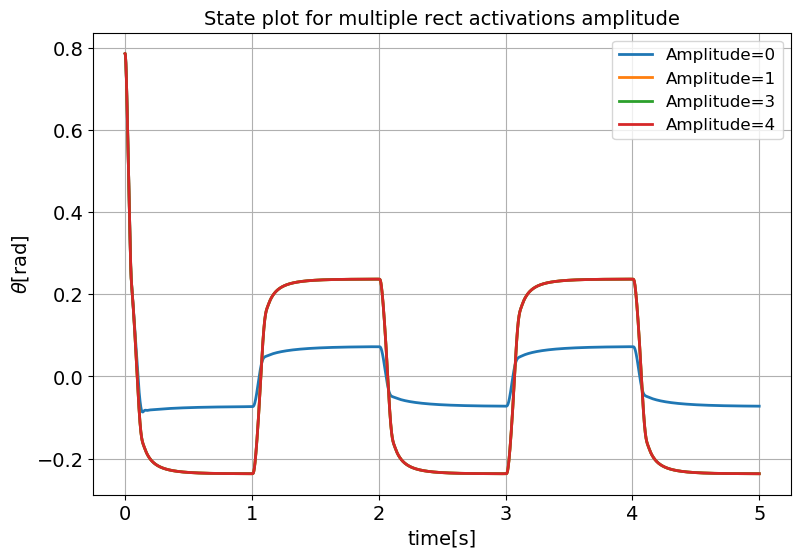 State plot for multiple rect activations amplitude
Amplitude=0
Amplitude=1
Amplitude=3
Amplitude=4
θ[rad]
0.8
0.6
0.4
0.2
0.0
−0.2
0 1 2 3 4 5
time[s]